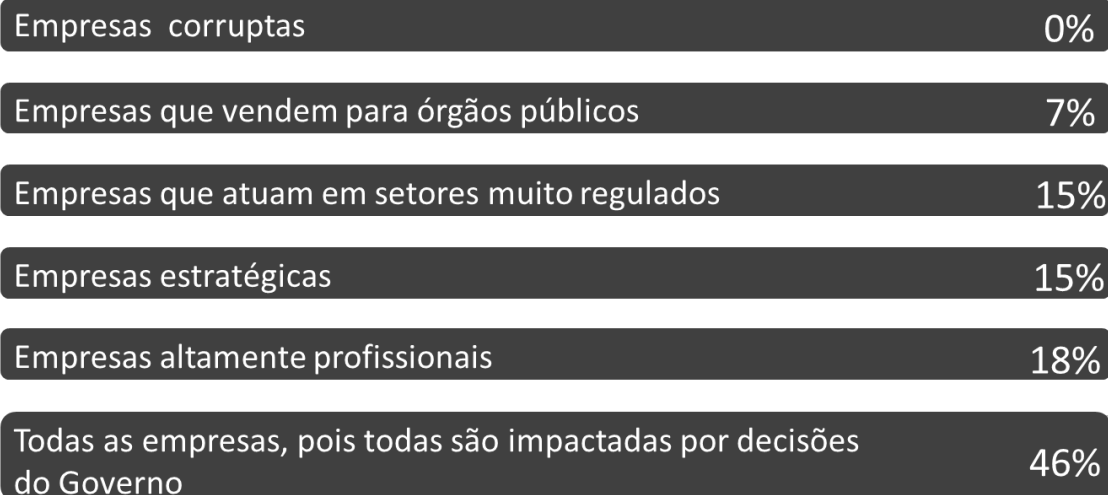 Empresas corruptas 0%
Empresas que vendem para órgãos públicos 7%
Empresas que atuam em setores muito regulados 15%
Empresas estratégicas 15%
Empresas altamente profissionais 18%
Todas as empresas, pois todas são impactadas por decisões
do Governo 46%